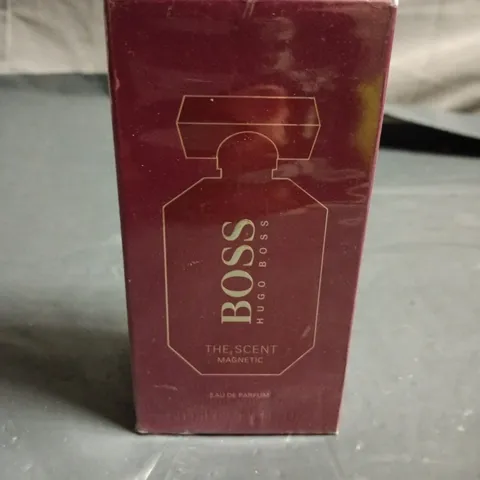 BOSS
HUGO BOSS
THE SCENT
MAGNETIC
EAU DE PARFUM